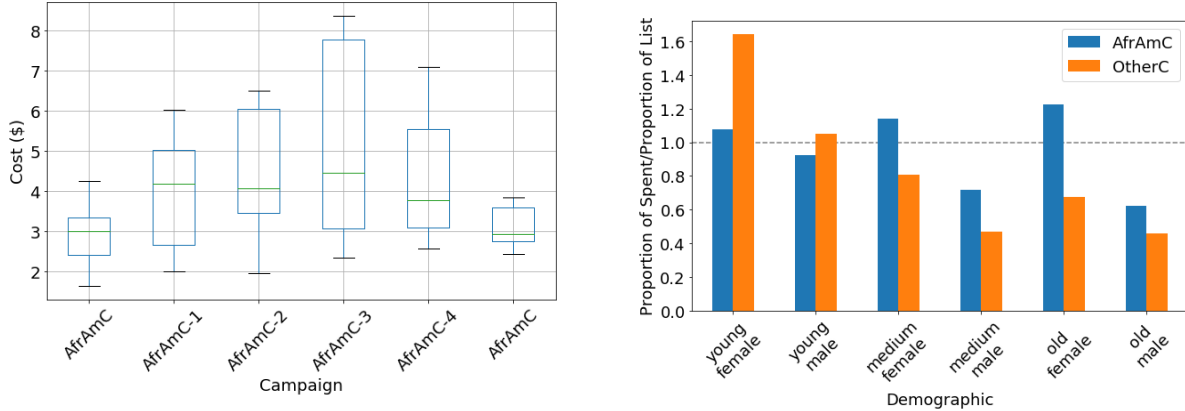 8
7
6
5
4
3
2
Cost ($)
AfrAmC
AfrAmC-1
AfrAmC-2
AfrAmC-3
AfrAmC-4
AfrAmC
Campaign
1.6
1.4
1.2
1.0
0.8
0.6
0.4
0.2
0.0
Proportion of Spent/Proportion of List
AfrAmC
OtherC
young
female
young
male
medium
female
medium
male
old
female
old
male
Demographic